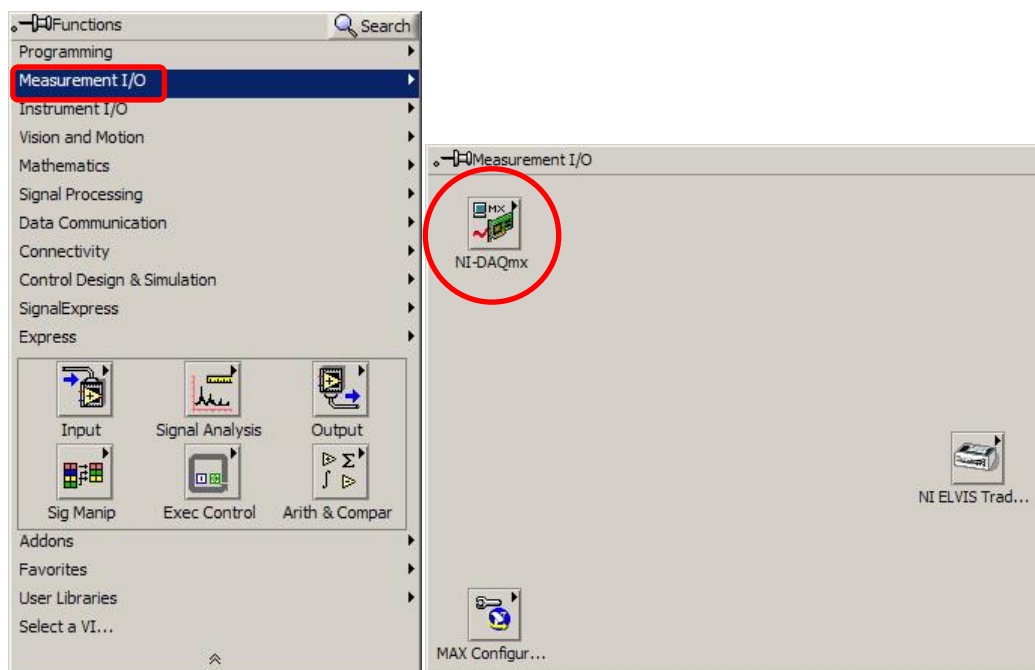 Functions
Search
Programming
Measurement I/O
Instrument I/O
Vision and Motion
Mathematics
Signal Processing
Data Communication
Connectivity
Control Design & Simulation
SignalExpress
Express
Input Signal Analysis Output
Σ
∫
Sig Manip Exec Control Arith & Compar
Addons
Favorites
User Libraries
Select a VI...
Measurement I/O
MX
NI-DAQmx
NI ELVIS Trad...
MAX Configur...